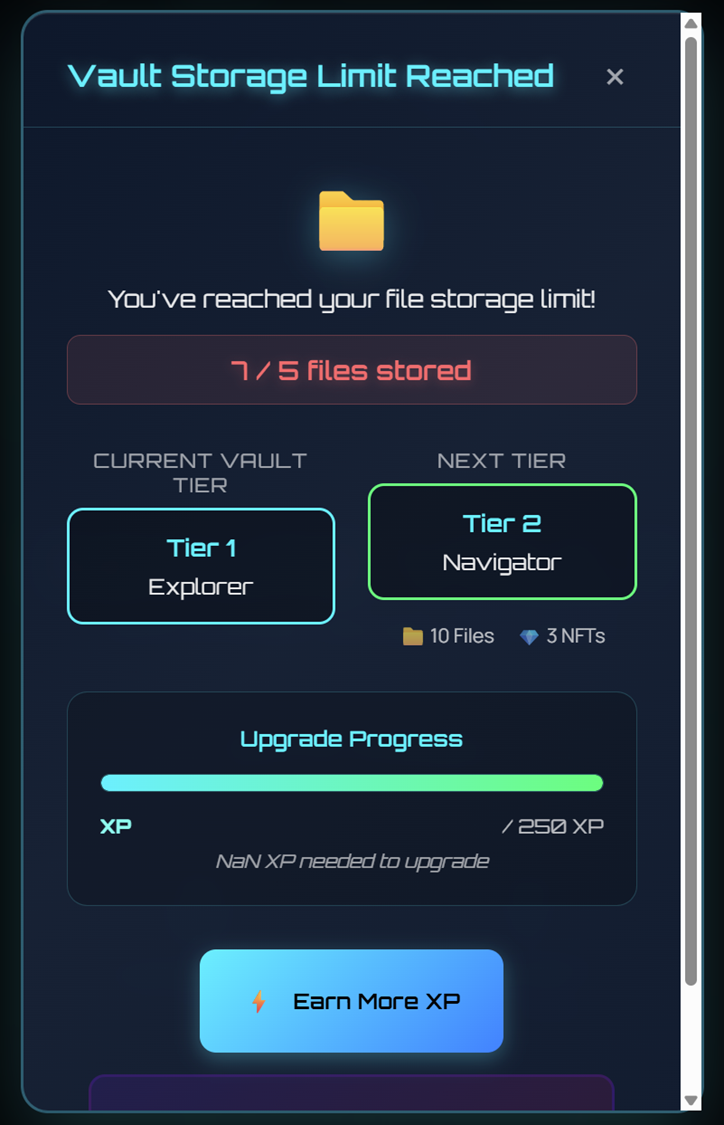 Vault Storage Limit Reached
You've reached your file storage limit!
7 / 5 files stored
CURRENT VAULT
TIER
Tier 1
Explorer
NEXT TIER
Tier 2
Navigator
10 Files 3 NFTs
Upgrade Progress
XP / 250 XP
NaN XP needed to upgrade
Earn More XP